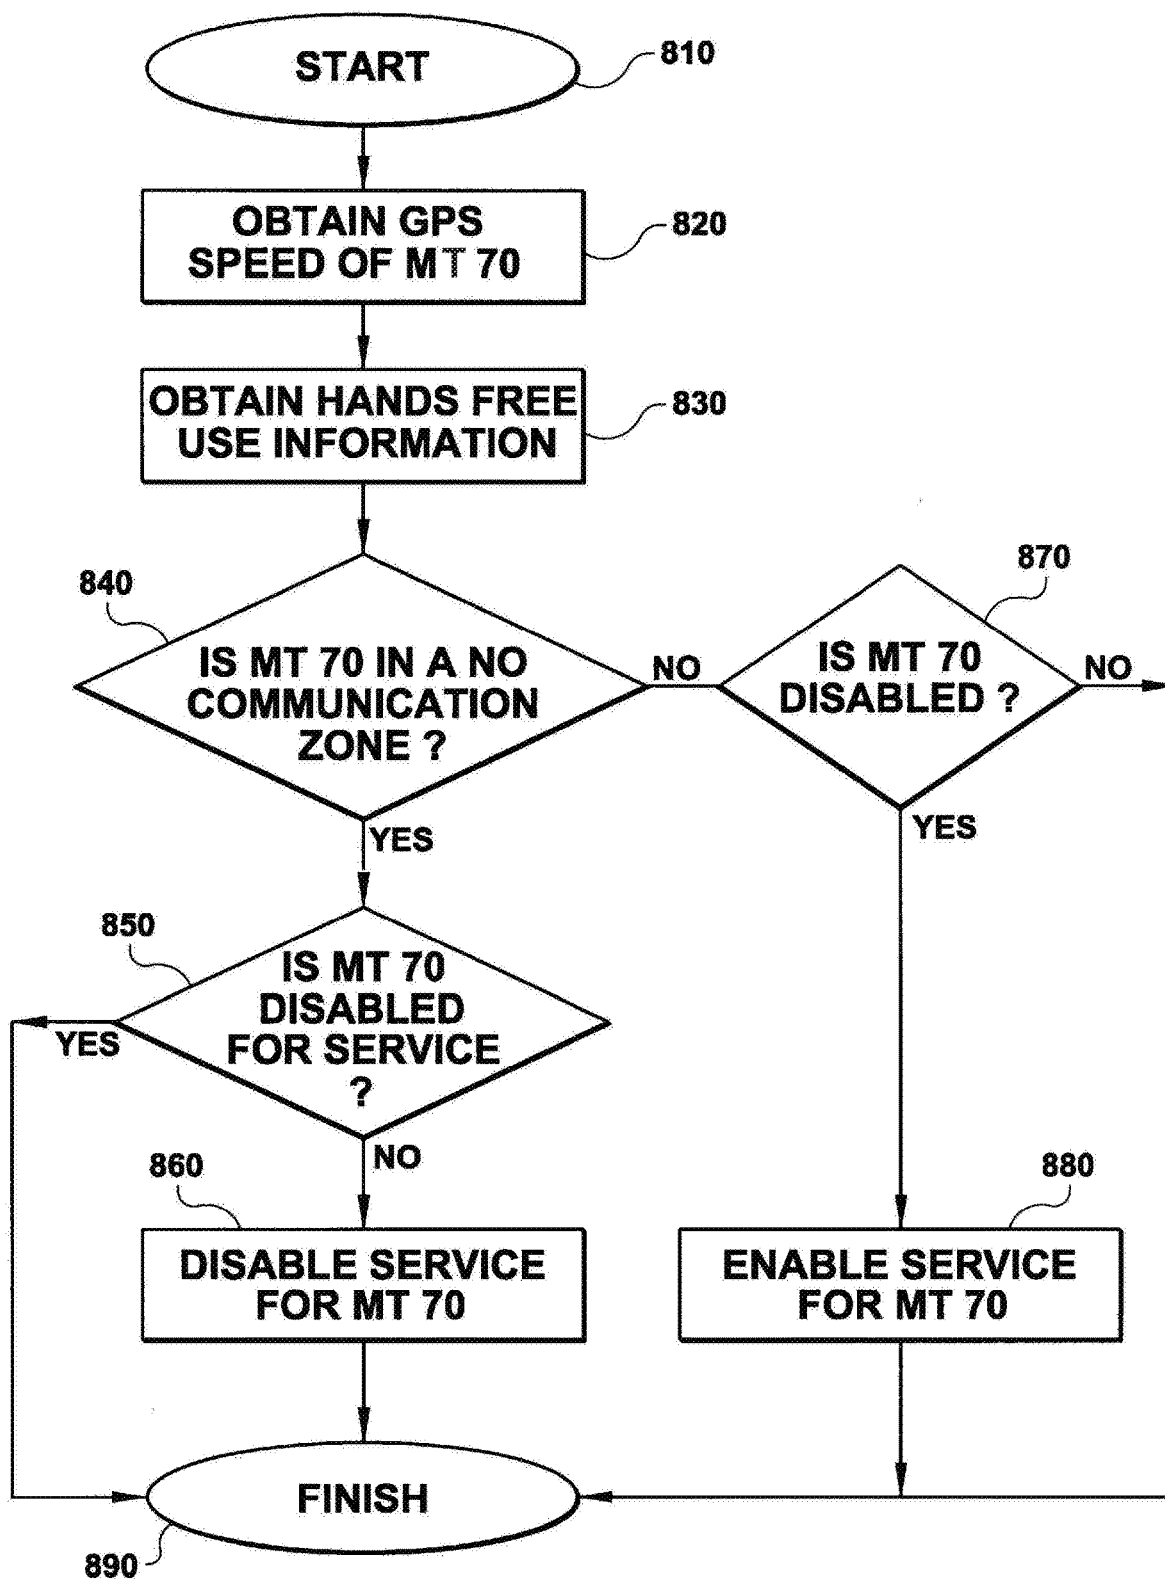 START
810
OBTAIN GPS
SPEED OF MT 70
820
OBTAIN HANDS FREE
USE INFORMATION
830
840
IS MT 70 IN A NO
COMMUNICATION
ZONE ?
NO
870
IS MT 70
DISABLED ?
NO
YES
YES
850
IS MT 70
DISABLED
FOR SERVICE
?
YES
NO
860
DISABLE SERVICE
FOR MT 70
880
ENABLE SERVICE
FOR MT 70
FINISH
890